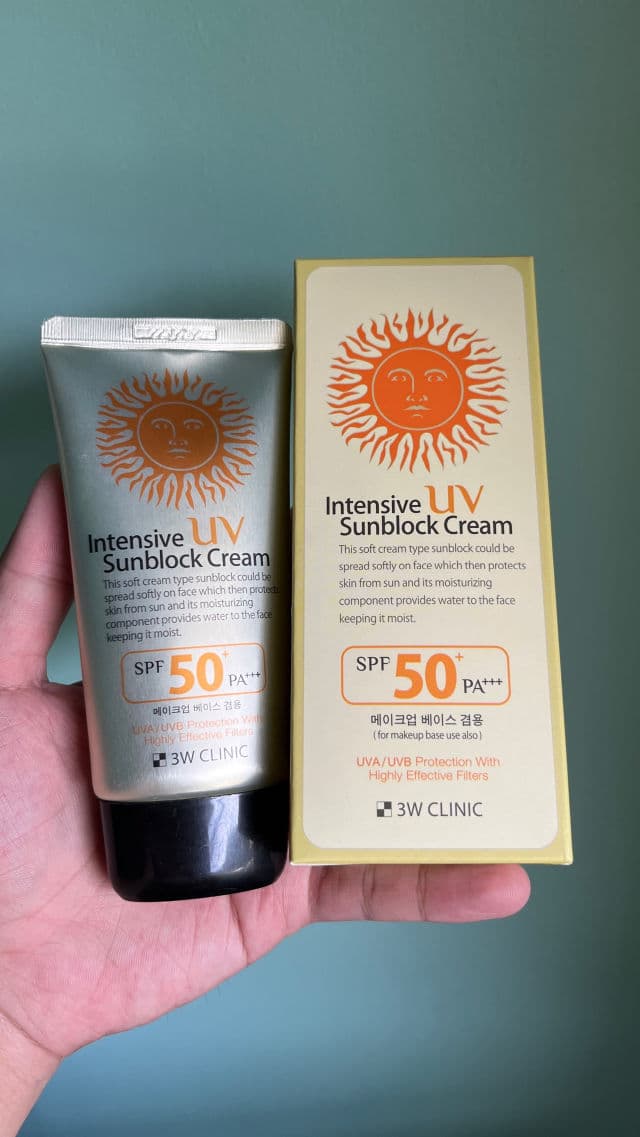 Intensive UV
Sunblock Cream
This soft cream type sunblock could be
spread softly on face which then protects
skin from sun and its moisturizing
component provides water to the face
keeping it moist.
SPF 50+ PA+++
메이크업 베이스 겸용
UVA/UVB Protection With
Highly Effective Filters
3W CLINIC
Intensive UV
Sunblock Cream
This soft cream type sunblock could be
spread softly on face which then protects
skin from sun and its moisturizing
component provides water to the face
keeping it moist.
SPF 50+ PA+++
메이크업 베이스 겸용
( for makeup base use also )
UVA/UVB Protection With
Highly Effective Filters
3W CLINIC